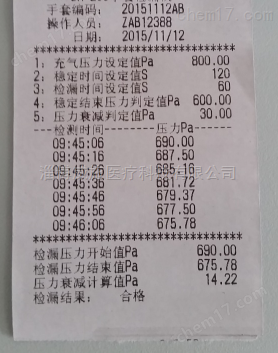 手套编码: Z0151112AB
操作人员: ZAB12388
日期: 2015/11/12
********************************
1: 充气压力设定值Pa 800.00
2: 稳定时间设定值S 120
3: 检测时间设定值S 60
4: 稳定结束压力判定值Pa 600.00
5: 压力衰减判定值Pa 30.00
---检测时间-------压力Pa---
09:45:06 690.00
09:45:16 687.50
09:45:26 685.16
09:45:36 681.72
09:45:46 679.37
09:45:56 677.50
09:46:06 675.78
********************************
检漏压力开始值Pa 690.00
检漏压力结束值Pa 675.78
压力衰减计算值Pa 14.22
检漏结果: 合格